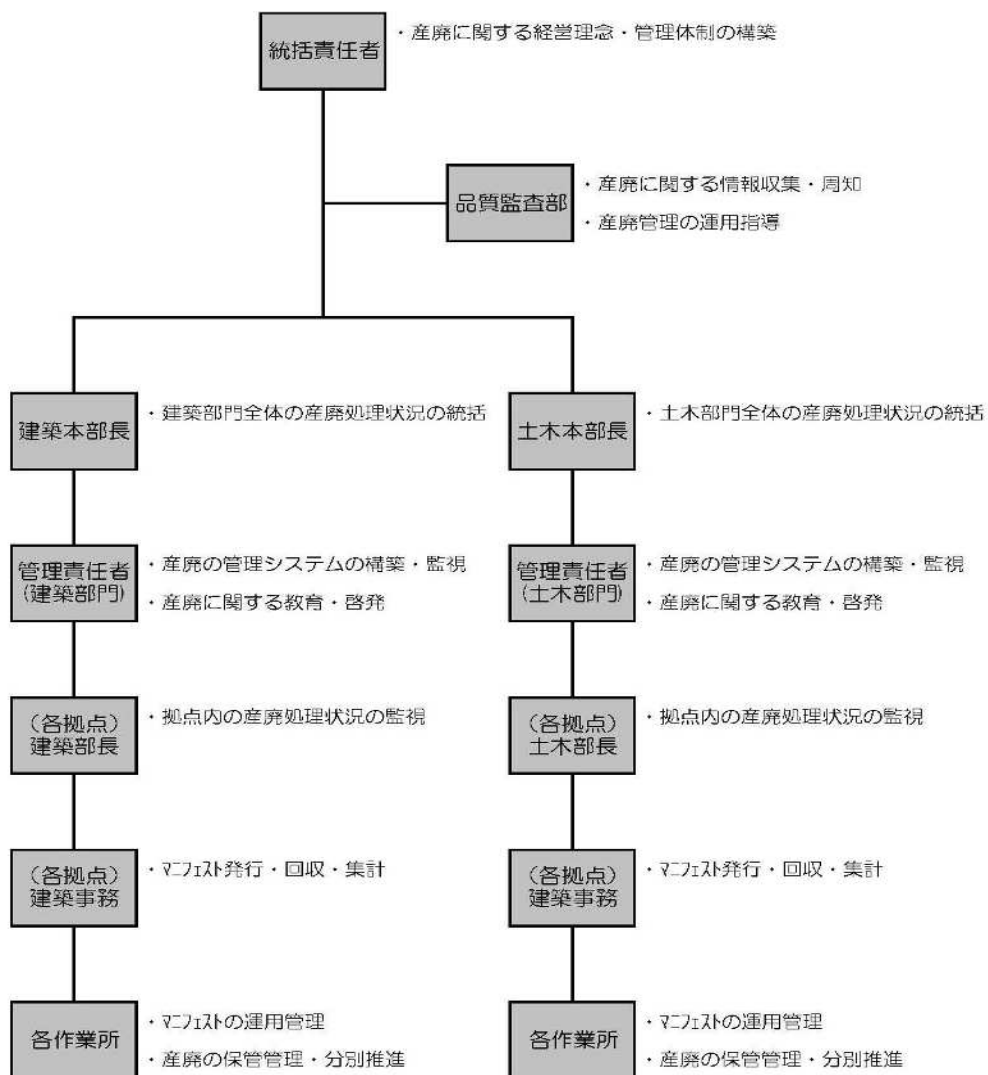 統括責任者
・産廃に関する経営理念・管理体制の構築
品質監査部
・産廃に関する情報収集・周知
・産廃管理の運用指導
建築本部長
・建築部門全体の産廃処理状況の統括
土木本部長
・土木部門全体の産廃処理状況の統括
管理責任者
(建築部門)
・産廃の管理システムの構築・監視
・産廃に関する教育・啓発
管理責任者
(土木部門)
・産廃の管理システムの構築・監視
・産廃に関する教育・啓発
(各拠点)
建築部長
・拠点内の産廃処理状況の監視
(各拠点)
土木部長
・拠点内の産廃処理状況の監視
(各拠点)
建築事務
・ﾏﾆﾌｪｽﾄ発行・回収・集計
(各拠点)
建築事務
・ﾏﾆﾌｪｽﾄ発行・回収・集計
各作業所
・ﾏﾆﾌｪｽﾄの運用管理
・産廃の保管管理・分別推進
各作業所
・ﾏﾆﾌｪｽﾄの運用管理
・産廃の保管管理・分別推進